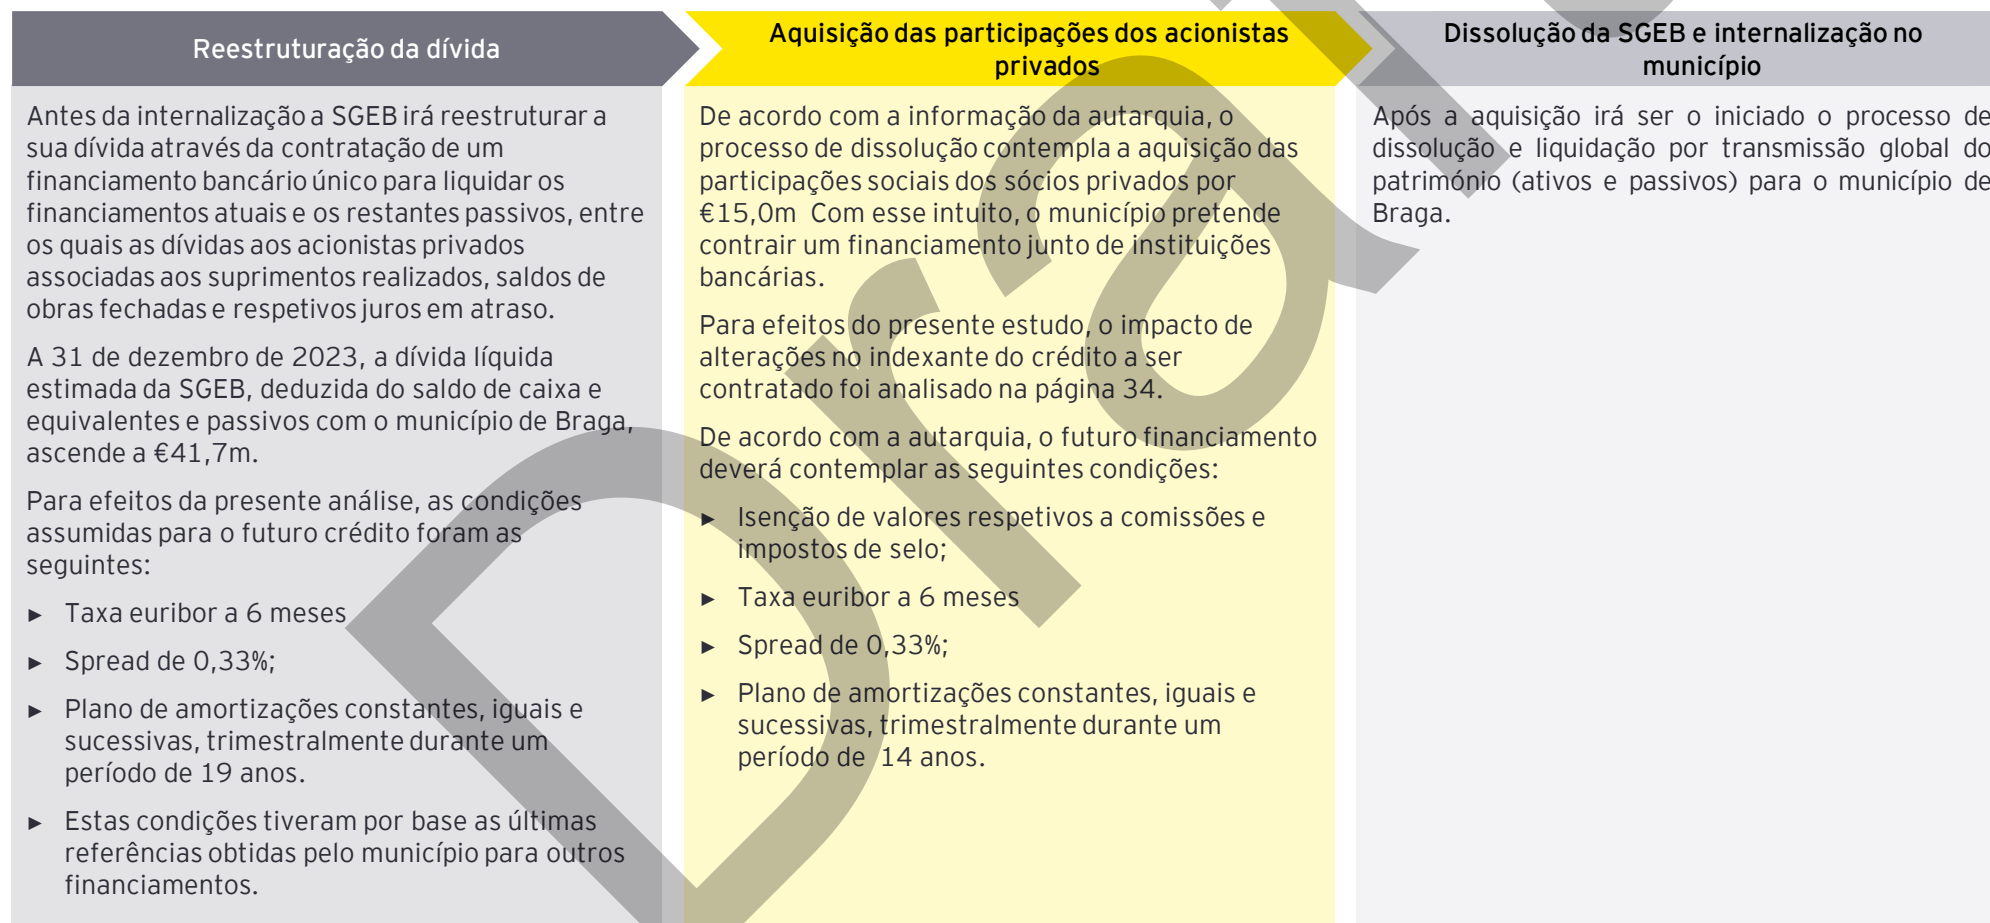 Reestruturação da dívida
Antes da internalização a SGEB irá reestruturar a
sua dívida através da contratação de um
financiamento bancário único para liquidar os
financiamentos atuais e os restantes passivos, entre
os quais as dívidas aos acionistas privados
associadas aos suprimentos realizados, saldos de
obras fechadas e respetivos juros em atraso.
A 31 de dezembro de 2023, a dívida líquida
estimada da SGEB, deduzida do saldo de caixa e
equivalentes e passivos com o município de Braga,
ascende a €41,7m.
Para efeitos da presente análise, as condições
assumidas para o futuro crédito foram as
seguintes:
► Taxa euribor a 6 meses
► Spread de 0,33%;
► Plano de amortizações constantes, iguais e
sucessivas, trimestralmente durante um
período de 19 anos.
► Estas condições tiveram por base as últimas
referências obtidas pelo município para outros
financiamentos.
Aquisição das participações dos acionistas
privados
De acordo com a informação da autarquia, o
processo de dissolução contempla a aquisição das
participações sociais dos sócios privados por
€15,0m  Com esse intuito, o município pretende
contrair um financiamento junto de instituições
bancárias.
Para efeitos do presente estudo, o impacto de
alterações no indexante do crédito a ser
contratado foi analisado na página 34.
De acordo com a autarquia, o futuro financiamento
deverá contemplar as seguintes condições:
► Isenção de valores respetivos a comissões e
impostos de selo;
► Taxa euribor a 6 meses
► Spread de 0,33%;
► Plano de amortizações constantes, iguais e
sucessivas, trimestralmente durante um
período de  14 anos.
Dissolução da SGEB e internalização no
município
Após a aquisição irá ser o iniciado o processo de
dissolução e liquidação por transmissão global do
património (ativos e passivos) para o município de
Braga.
Draft